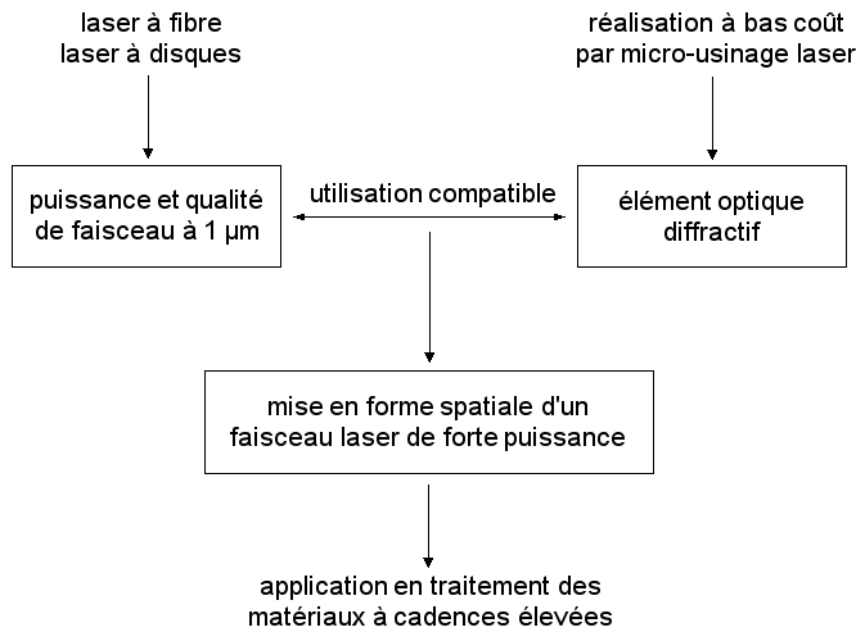 laser à fibre
laser à disques
réalisation à bas coût
par micro-usinage laser
puissance et qualité
de faisceau à 1 µm
utilisation compatible
élément optique
diffractif
mise en forme spatiale d'un
faisceau laser de forte puissance
application en traitement des
matériaux à cadences élevées